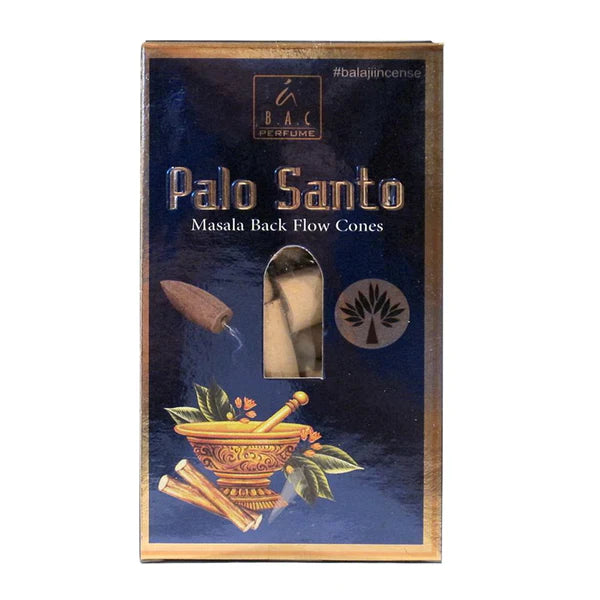 #balajiincense
B.A.C
PERFUME
Palo Santo
Masala Back Flow Cones